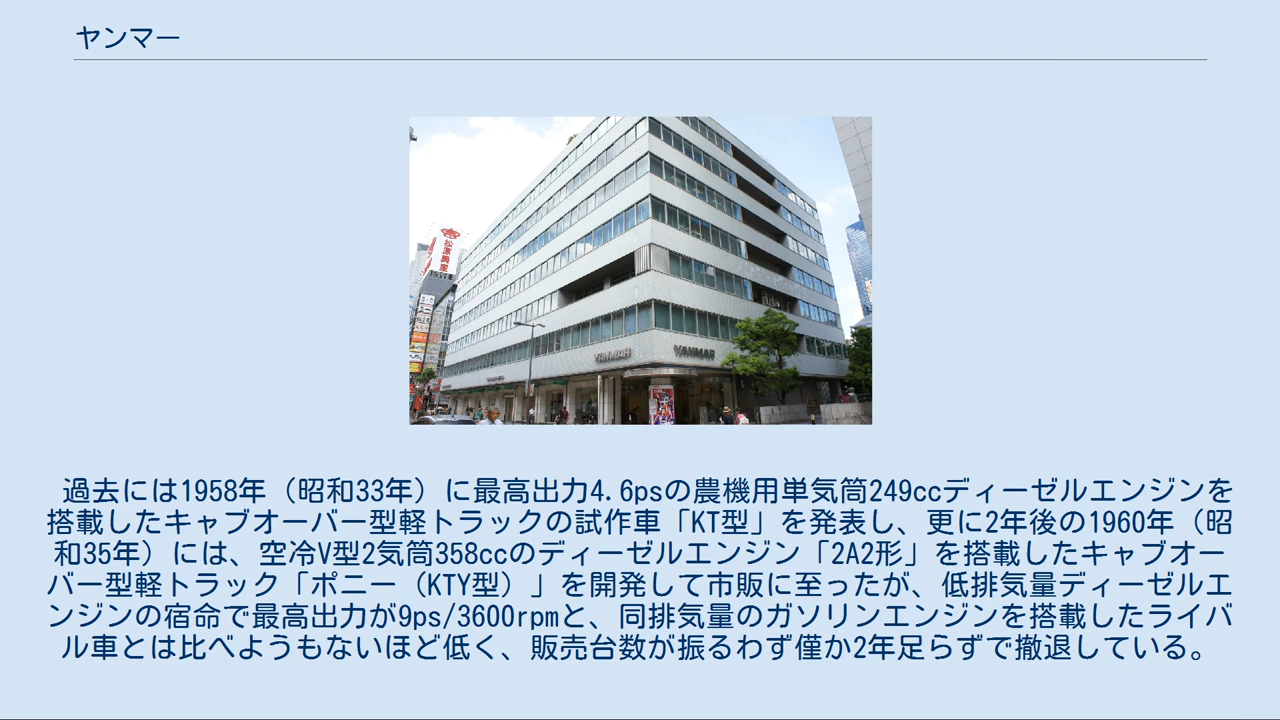 ヤンマー
松源興室
YANMAR
YANMAR
過去には1958年（昭和33年）に最高出力4.6psの農機用単気筒249ccディーゼルエンジンを
搭載したキャブオーバー型軽トラックの試作車「KT型」を発表し、更に2年後の1960年（昭
和35年）には、空冷V型2気筒358ccのディーゼルエンジン「2A2形」を搭載したキャブオー
バー型軽トラック「ポニー（KTY型）」を開発して市販に至ったが、低排気量ディーゼルエ
ンジンの宿命で最高出力が9ps/3600rpmと、同排気量のガソリンエンジンを搭載したライバ
ル車とは比べようもないほど低く、販売台数が振るわず僅か2年足らずで撤退している。